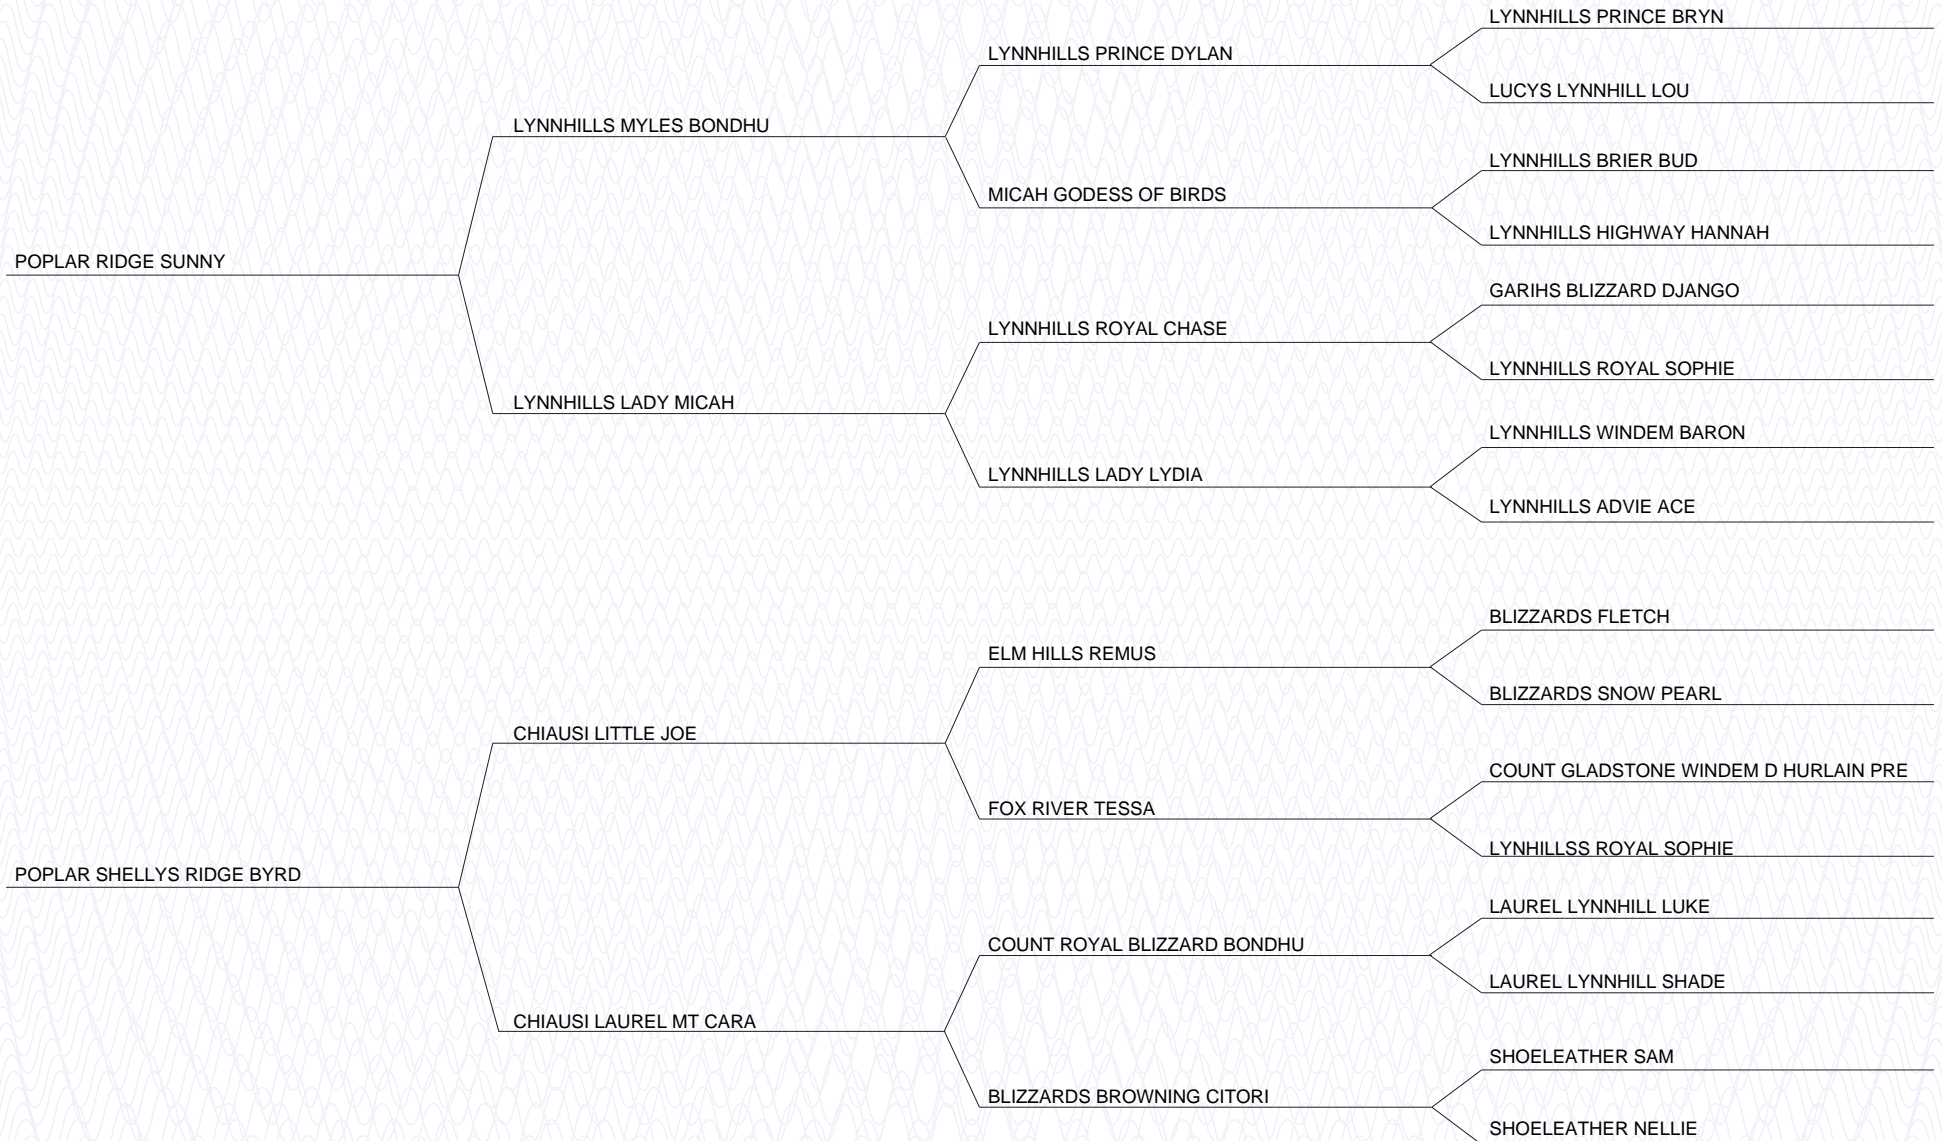 LYNNHILLS PRINCE BRYN
LYNNHILLS PRINCE DYLAN
LUCYS LYNNHILL LOU
LYNNHILLS MYLES BONDHU
LYNNHILLS BRIER BUD
MICAH GODESS OF BIRDS
LYNNHILLS HIGHWAY HANNAH
POPLAR RIDGE SUNNY
GARIHS BLIZZARD DJANGO
LYNNHILLS ROYAL CHASE
LYNNHILLS ROYAL SOPHIE
LYNNHILLS LADY MICAH
LYNNHILLS WINDEM BARON
LYNNHILLS LADY LYDIA
LYNNHILLS ADVIE ACE
BLIZZARDS FLETCH
ELM HILLS REMUS
BLIZZARDS SNOW PEARL
CHIAUSI LITTLE JOE
COUNT GLADSTONE WINDEM D HURLAIN PRE
FOX RIVER TESSA
LYNHILLSS ROYAL SOPHIE
POPLAR SHELLYS RIDGE BYRD
LAUREL LYNNHILL LUKE
COUNT ROYAL BLIZZARD BONDHU
LAUREL LYNNHILL SHADE
CHIAUSI LAUREL MT CARA
SHOELEATHER SAM
BLIZZARDS BROWNING CITORI
SHOELEATHER NELLIE